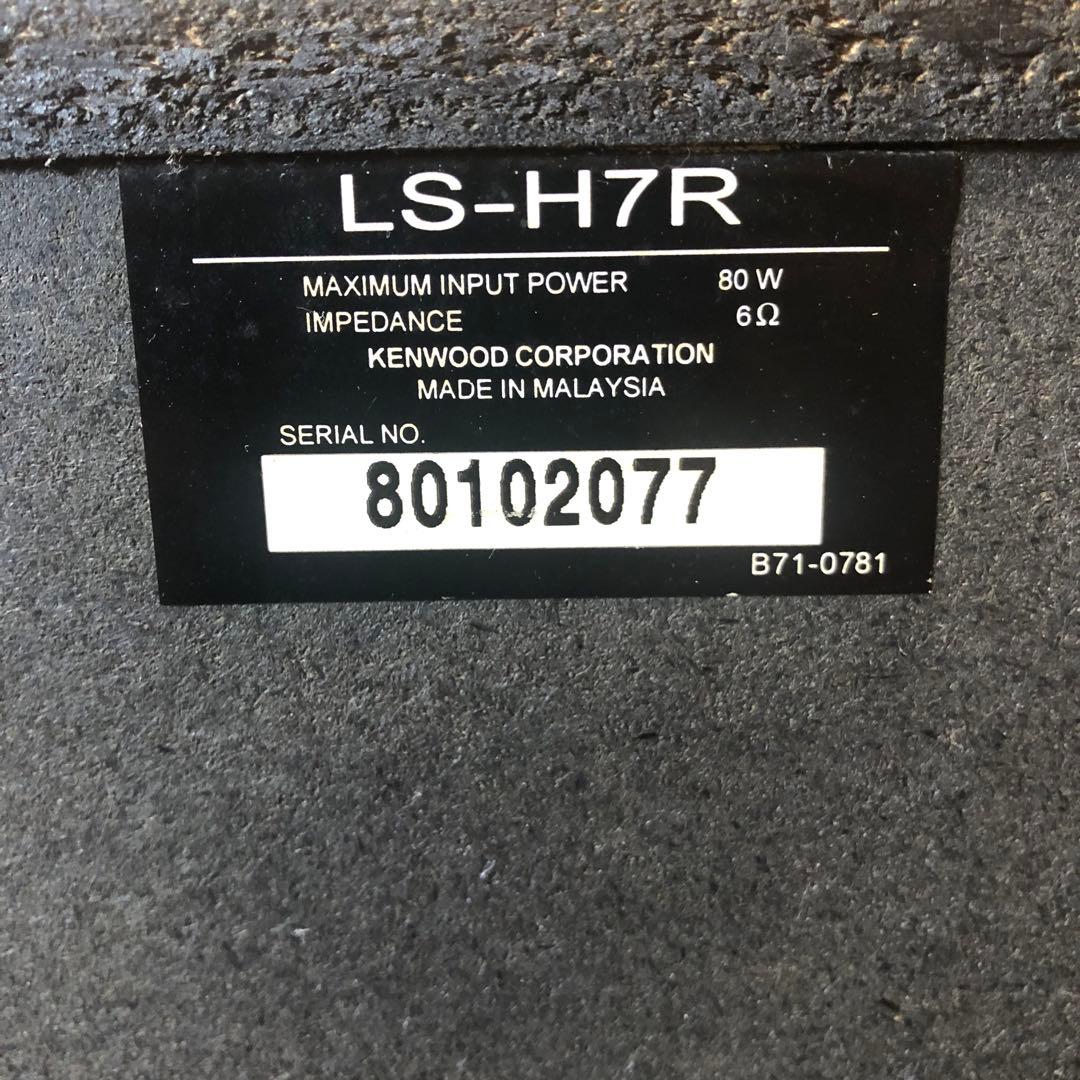 LS-H7R
MAXIMUM INPUT POWER 80 W
IMPEDANCE 6Ω
KENWOOD CORPORATION
MADE IN MALAYSIA
SERIAL NO.
80102077
B71-0781